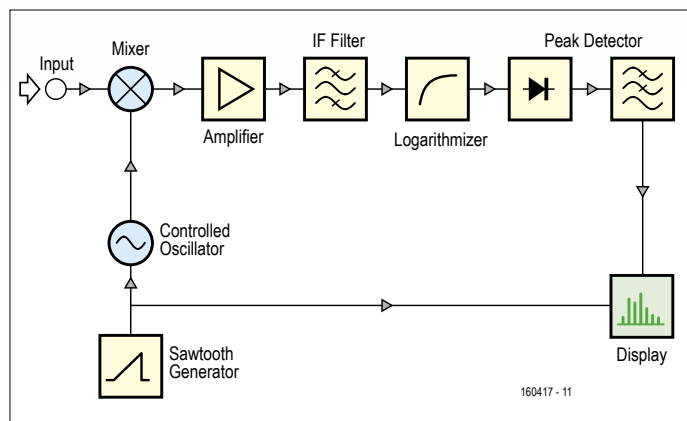 Input
Mixer
Amplifier
IF Filter
Logarithmizer
Peak Detector
Controlled
Oscillator
Sawtooth
Generator
Display
160417 - 11